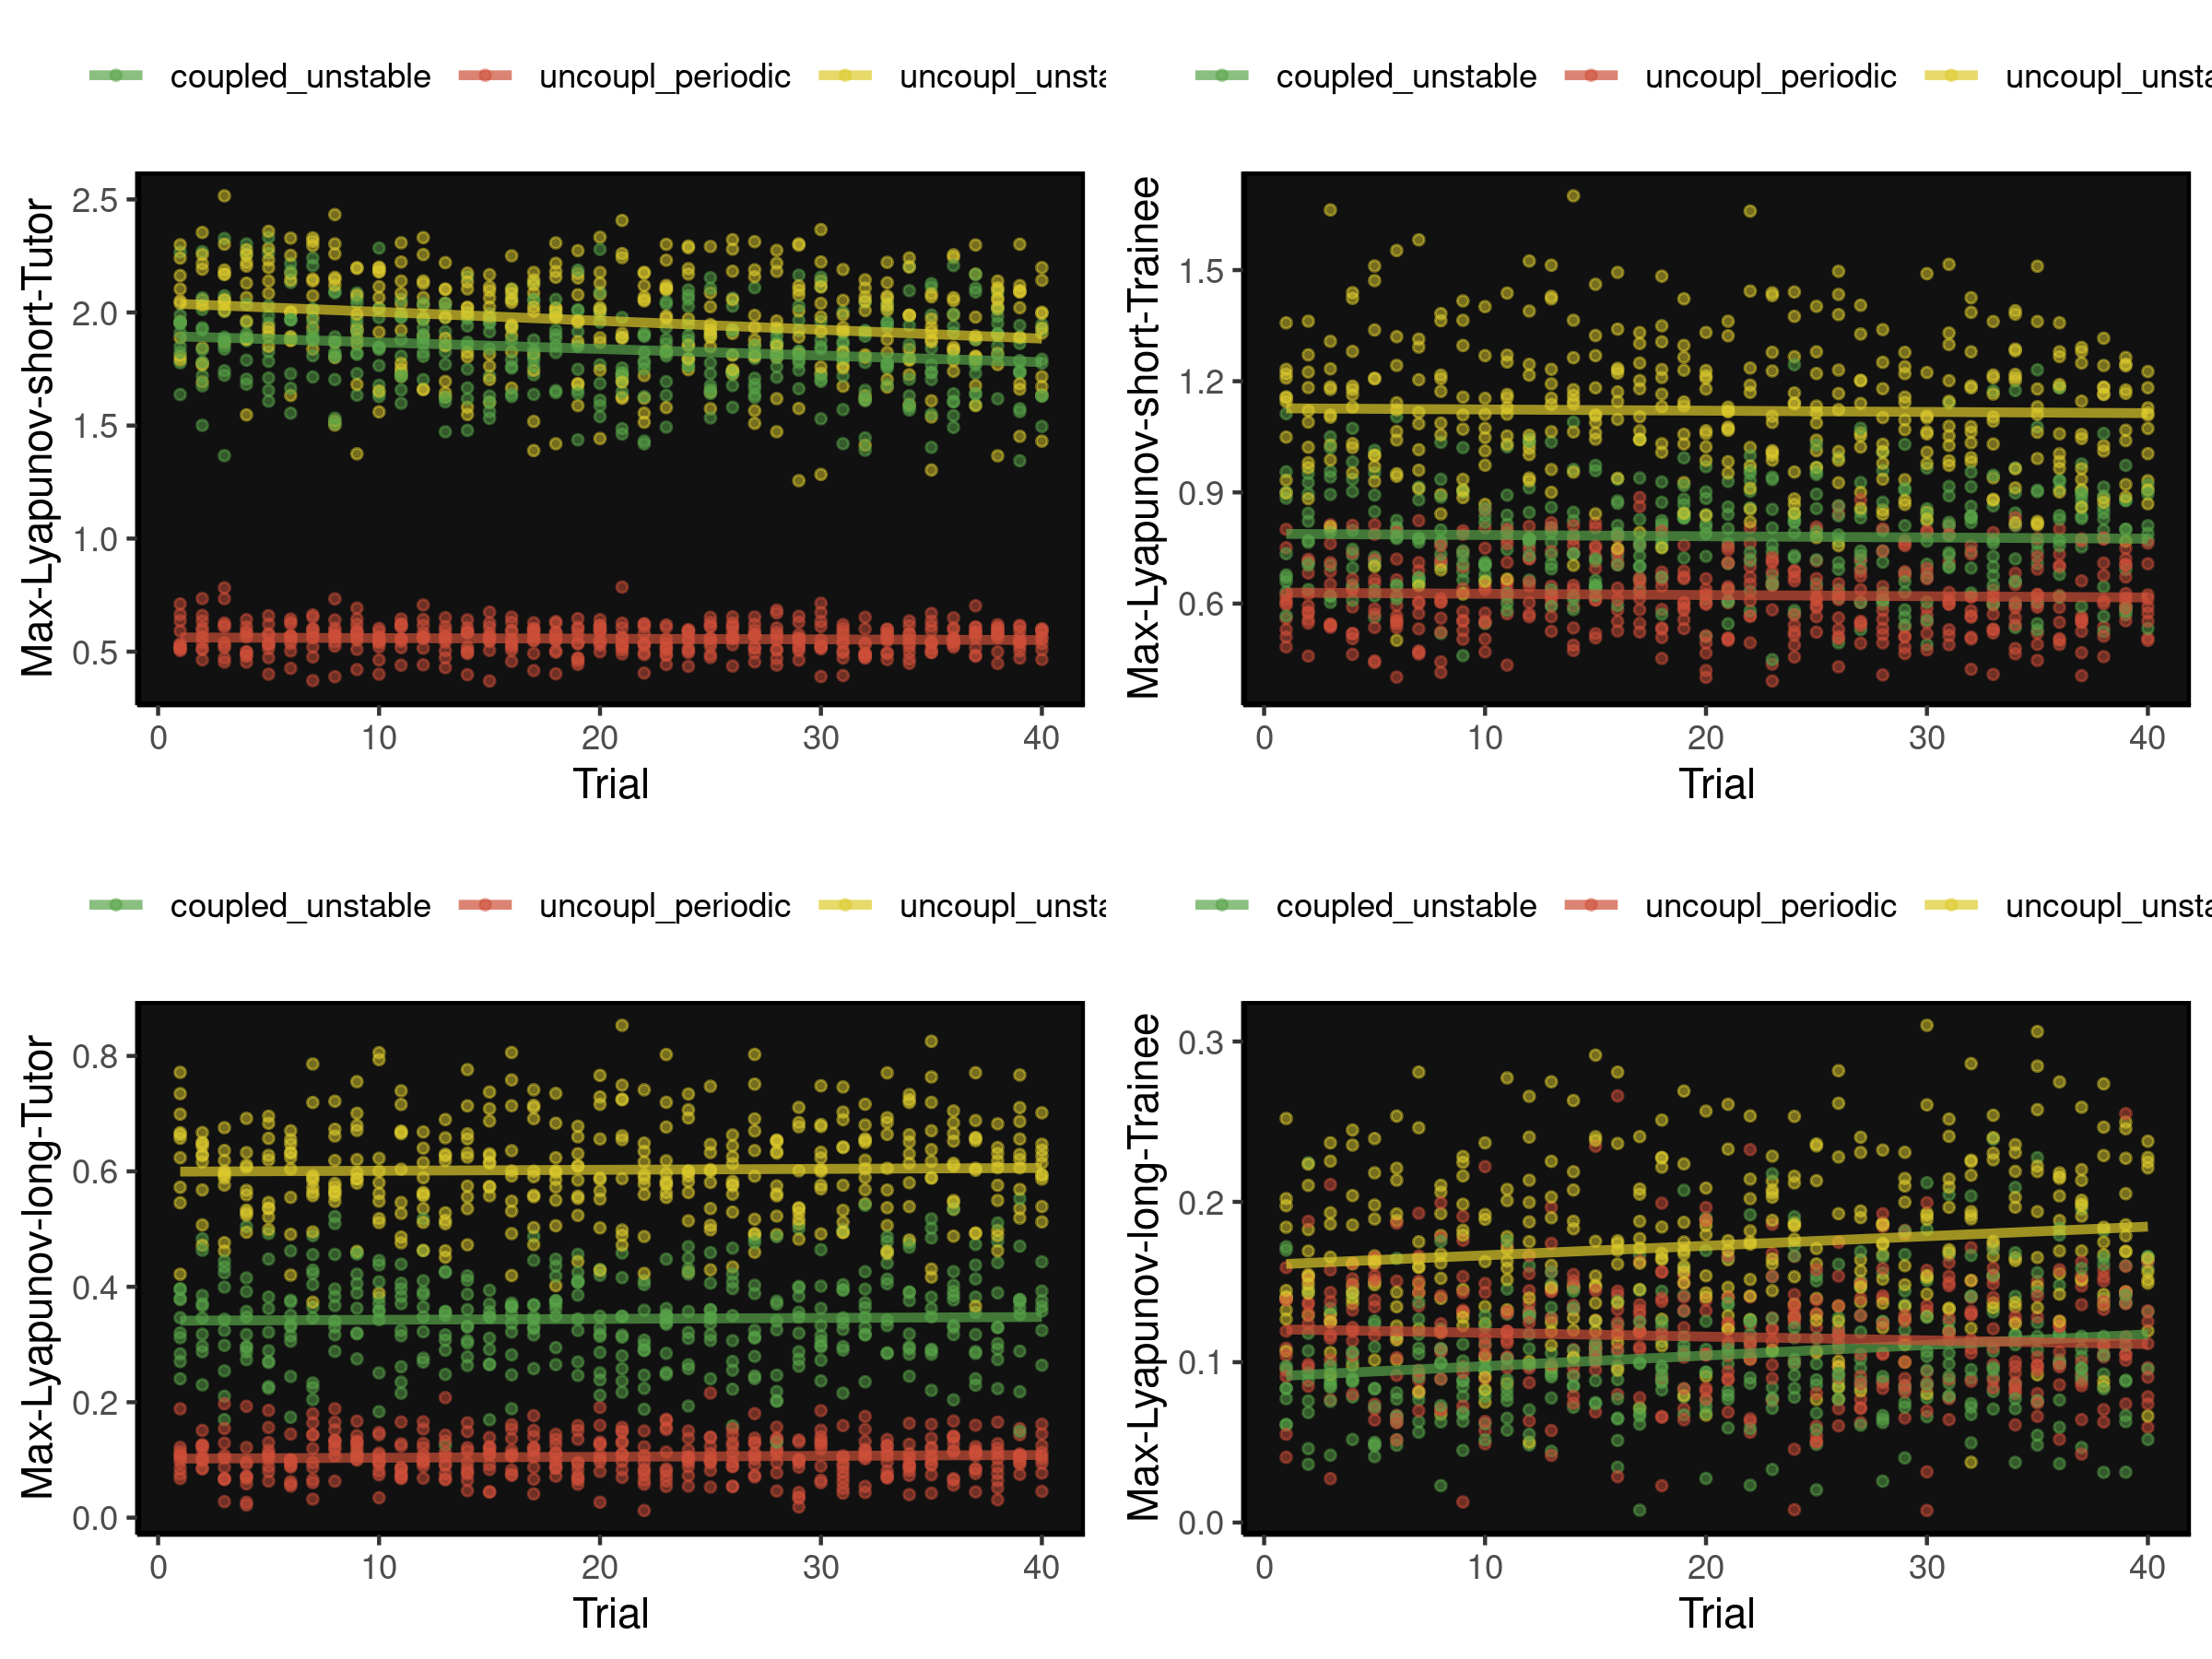 coupled_unstable uncoupl_periodic uncoupl_unsta
2.5
2.0
1.5
1.0
0.5
Max-Lyapunov-short-Tutor
0 10 20 30 40
Trial
coupled_unstable uncoupl_periodic uncoupl_unsta
1.5
1.2
0.9
0.6
Max-Lyapunov-short-Trainee
0 10 20 30 40
Trial
coupled_unstable uncoupl_periodic uncoupl_unsta
0.8
0.6
0.4
0.2
0.0
Max-Lyapunov-long-Tutor
0 10 20 30 40
Trial
coupled_unstable uncoupl_periodic uncoupl_unsta
0.3
0.2
0.1
0.0
Max-Lyapunov-long-Trainee
0 10 20 30 40
Trial